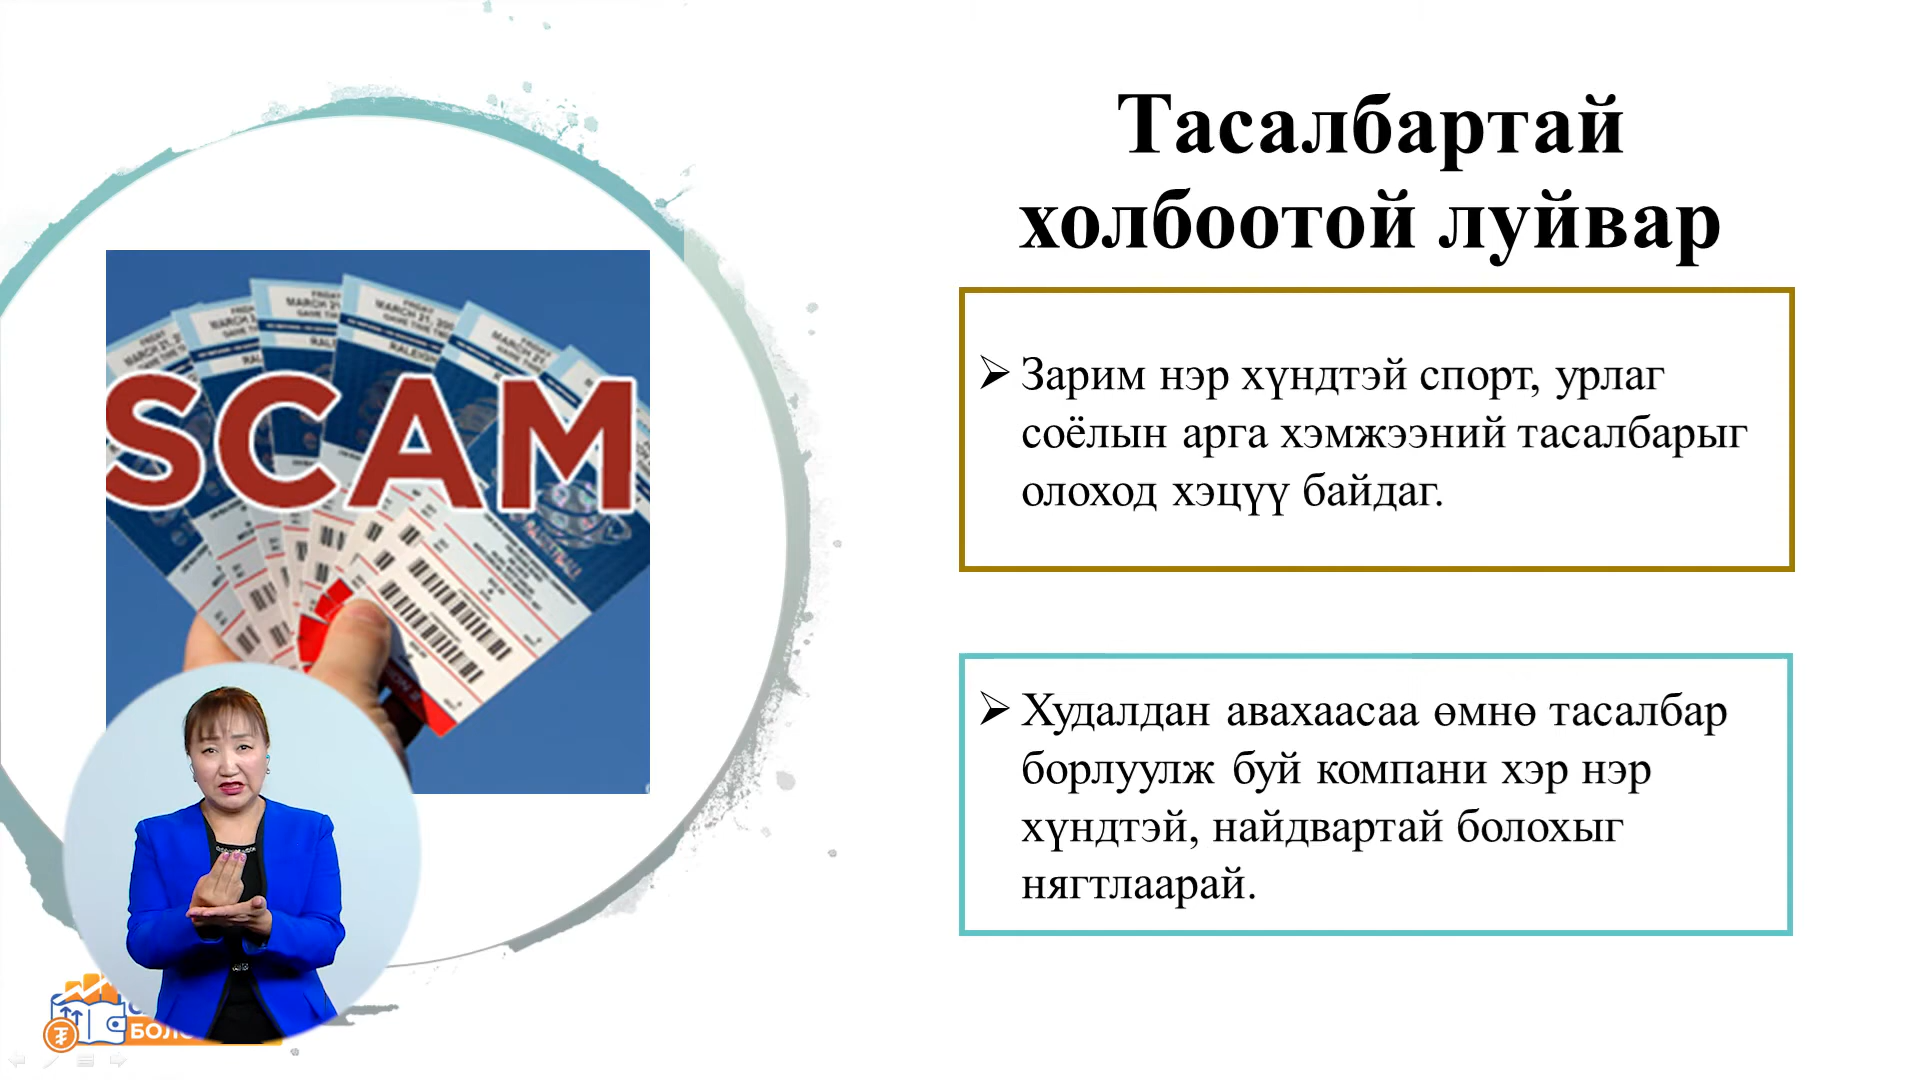 Тасалбартай
холбоотой луйвар
SCAM
Зарим нэр хүндтэй спорт, урлаг
соёлын арга хэмжээний тасалбарыг
олоход хэцүү байдаг.
Худалдан авахаасаа өмнө тасалбар
борлуулж буй компани хэр нэр
хүндтэй, найдвартай болохыг
нягтлаарай.